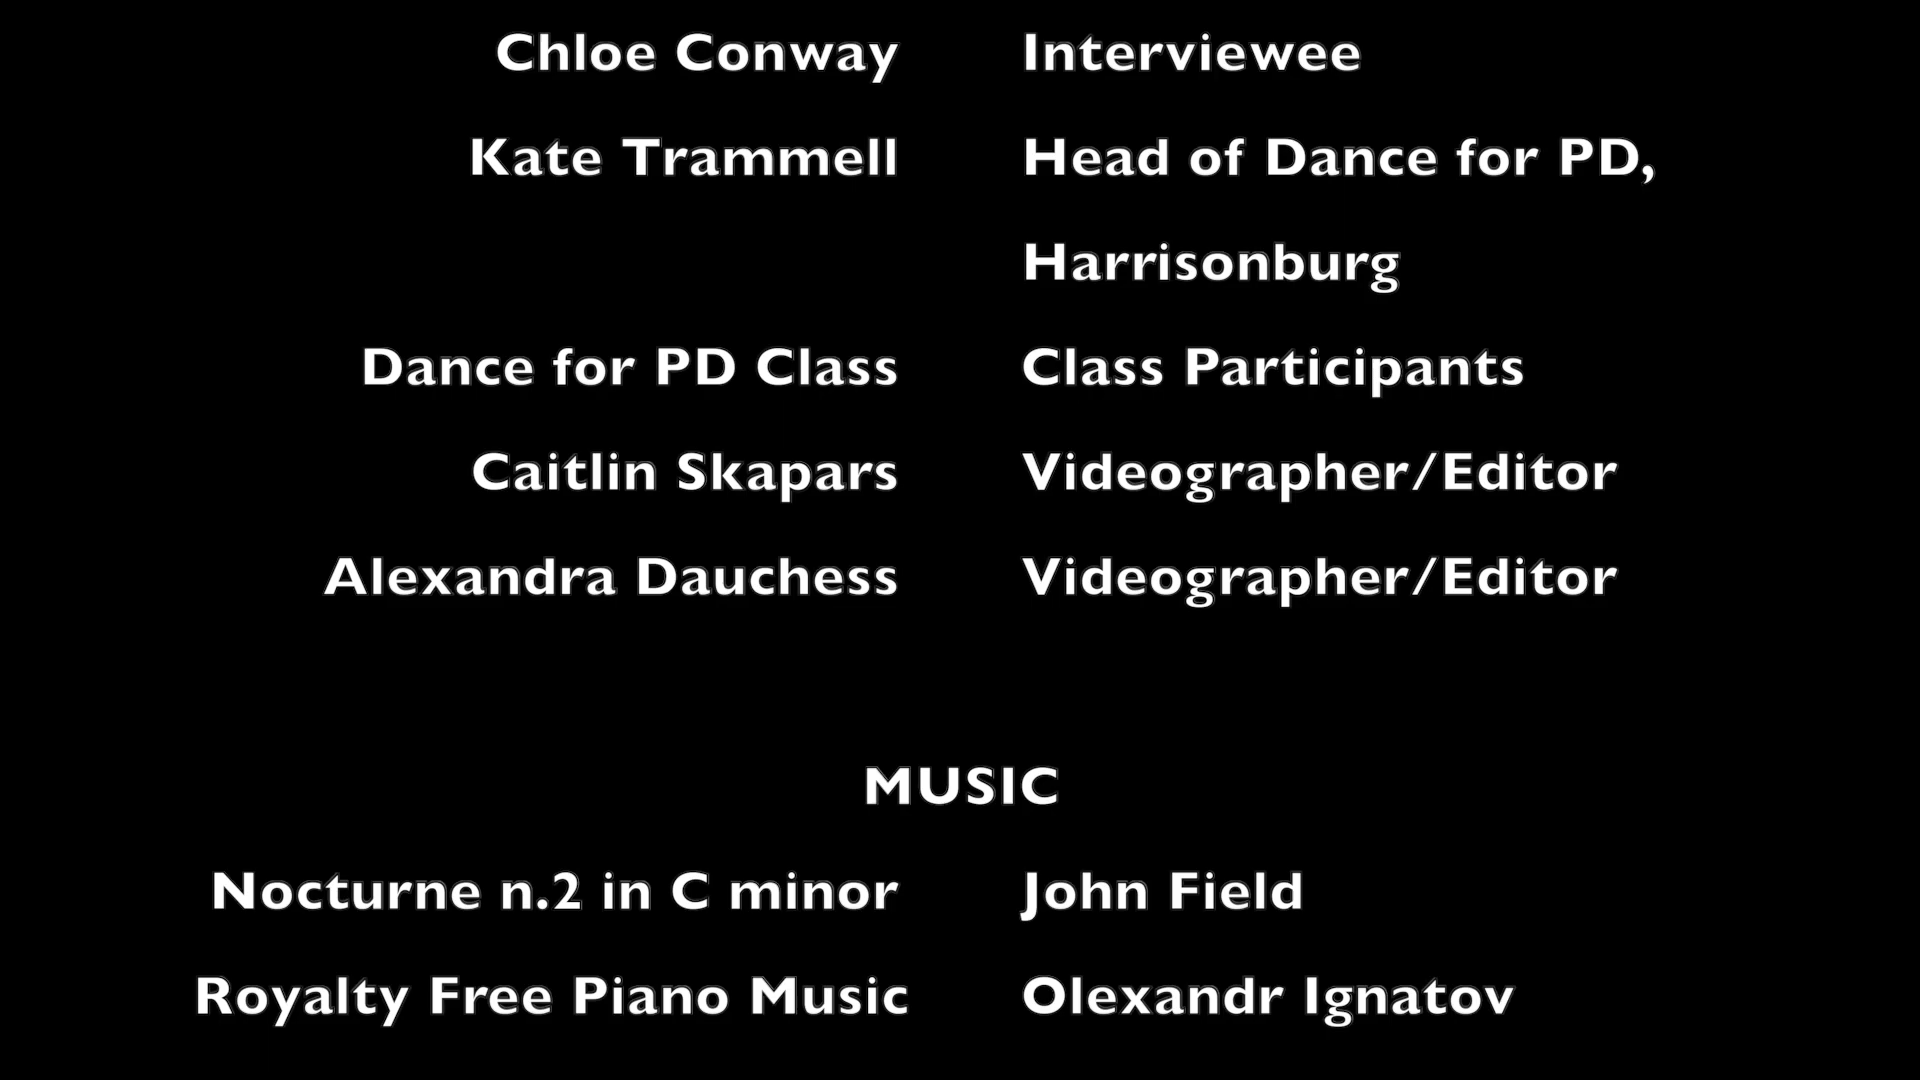 Chloe Conway Interviewee
Kate Trammell Head of Dance for PD,
Harrisonburg
Dance for PD Class Class Participants
Caitlin Skapars Videographer/Editor
Alexandra Dauchess Videographer/Editor
MUSIC
Nocturne n.2 in C minor John Field
Royalty Free Piano Music Olexandr Ignatov